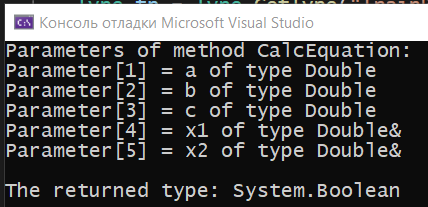 Консоль отладки Microsoft Visual Studio
Parameters of method CalcEquation:
Parameter[1] = a of type Double
Parameter[2] = b of type Double
Parameter[3] = c of type Double
Parameter[4] = x1 of type Double&
Parameter[5] = x2 of type Double&
The returned type: System.Boolean